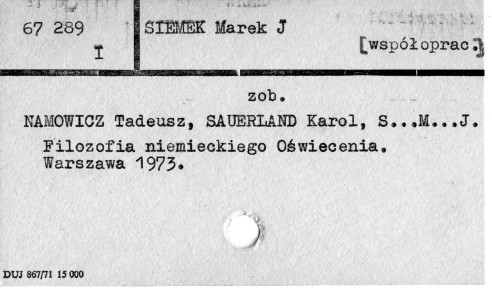 67 289
I
SIEMEK Marek J
[współoprac.]
zob.
NAMOWICZ Tadeusz, SAUERLAND Karol, S...M...J.
Filozofia niemieckiego Oświecenia.
Warszawa 1973.
DUJ 867/71 15 000